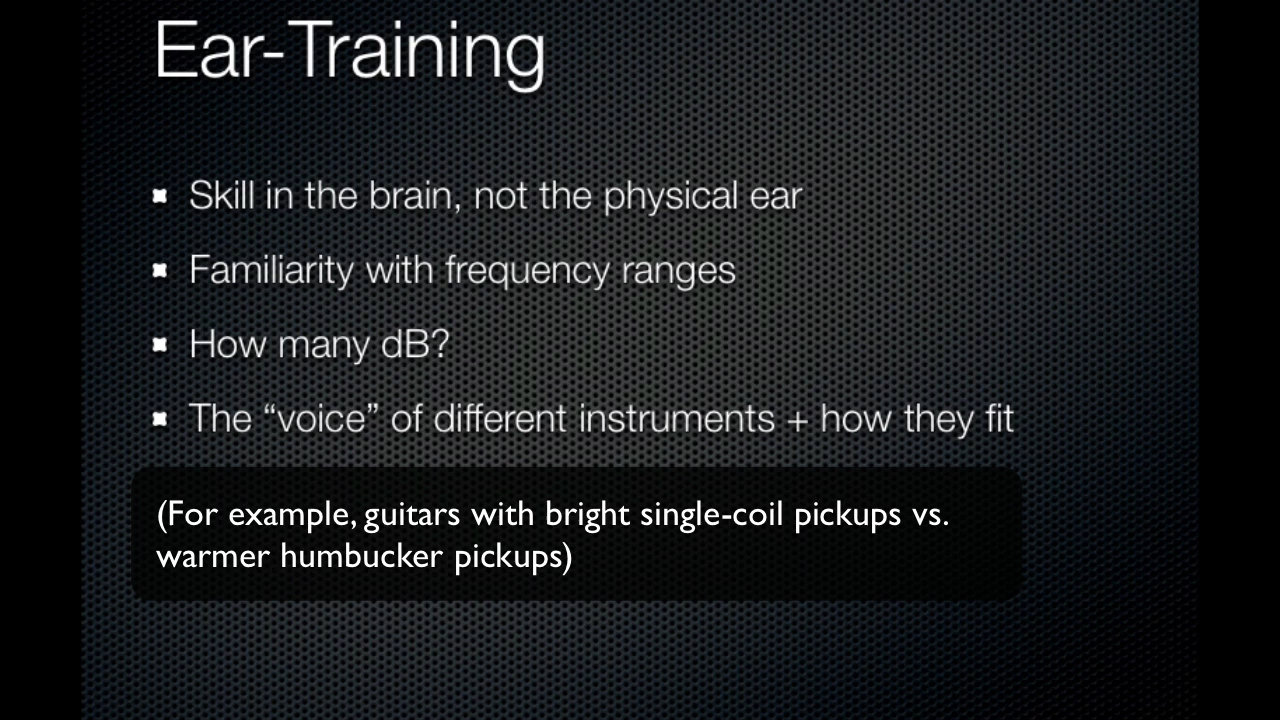 Ear-Training
Skill in the brain, not the physical ear
Familiarity with frequency ranges
How many dB?
The “voice” of different instruments + how they fit
(For example, guitars with bright single-coil pickups vs.
warmer humbucker pickups)